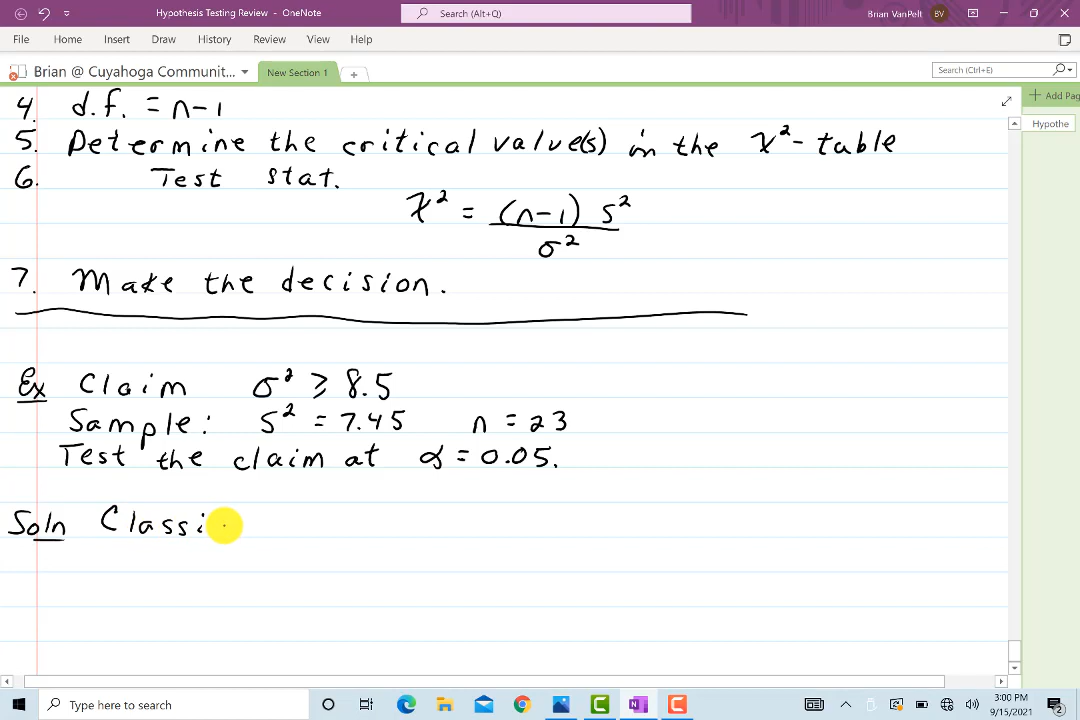 Hypothesis Testing Review - OneNote
Search (Alt+Q)
Brian VanPelt
BV
File Home Insert Draw History Review View Help
Brian @ Cuyahoga Communit...
New Section 1
Search (Ctrl+E)
Add Pag
Hypothe
4. d.f. = n-1
5. Determine the critical value(s) in the χ²-table
6. Test stat.
χ² = (n-1) s²
σ²
7. Make the decision.
Ex Claim σ² ≥ 8.5
Sample: s² = 7.45 n = 23
Test the claim at α = 0.05.
Soln Classi
Type here to search
3:00 PM
9/15/2021
2